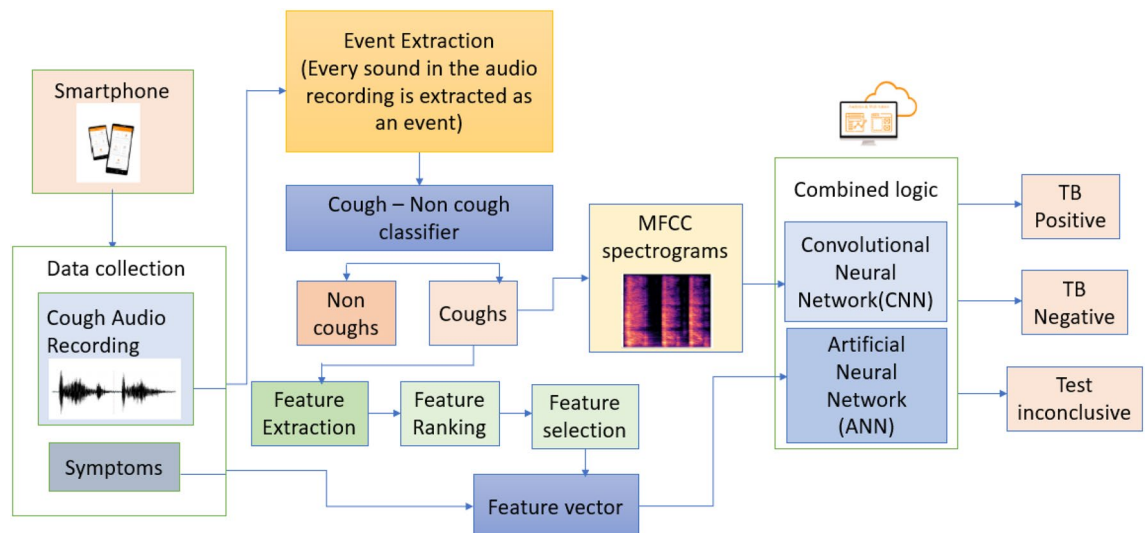 Smartphone
Data collection
Cough Audio
Recording
Symptoms
Event Extraction
(Every sound in the audio
recording is extracted as
an event)
Cough – Non cough
classifier
Non
coughs
Coughs
Feature
Extraction
Feature
Ranking
Feature
selection
Feature vector
MFCC
spectrograms
Combined logic
Convolutional
Neural
Network(CNN)
Artificial
Neural
Network
(ANN)
TB
Positive
TB
Negative
Test
inconclusive